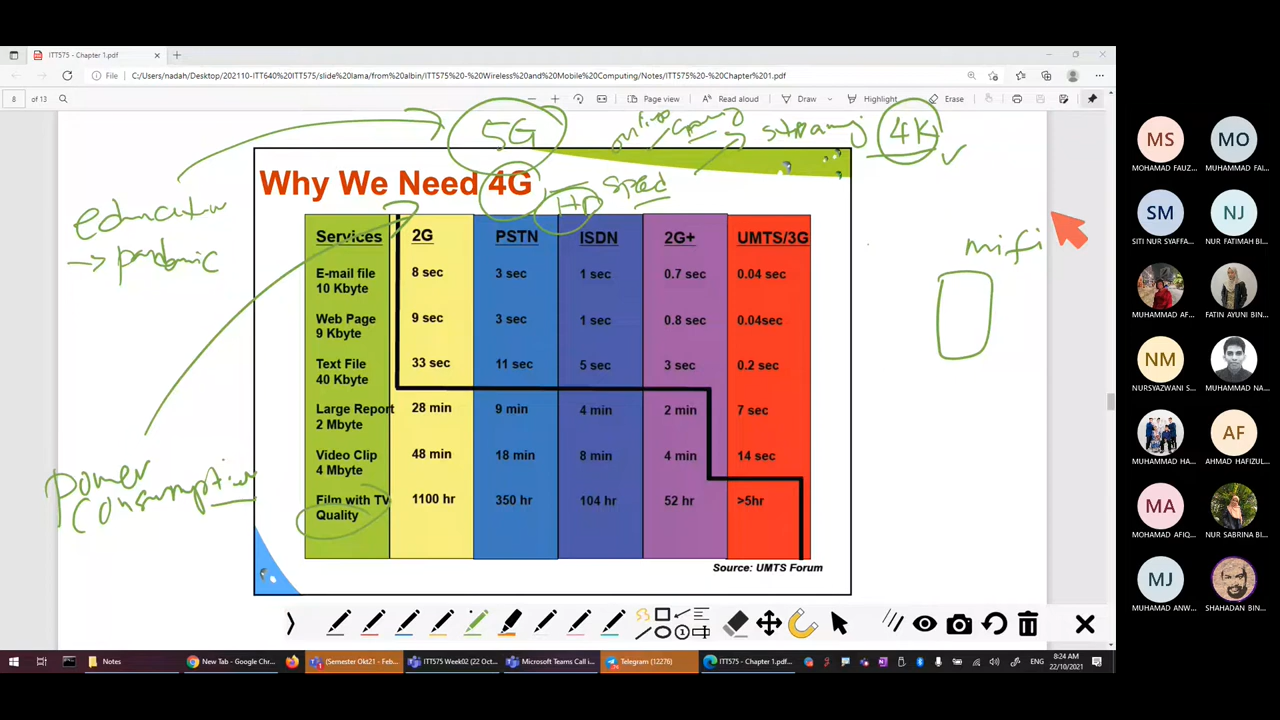 ITT575 - Chapter 1.pdf
File C:/Users/nadah/Desktop/202110-ITT640%20ITT575/slide%20lama/from%20albin/ITT575%20-%20Wireless%20and%20Mobile%20Computing/Notes/ITT575%20-%20Chapter%201.pdf
8 of 13 Page view Read aloud Draw Highlight Erase
5G
streaming 4K
Why We Need 4G
HD speed
education
→ pandemic
mifi
power
consumption
Services 2G PSTN ISDN 2G+ UMTS/3G
E-mail file 8 sec 3 sec 1 sec 0.7 sec 0.04 sec
10 Kbyte
Web Page 9 sec 3 sec 1 sec 0.8 sec 0.04sec
9 Kbyte
Text File 33 sec 11 sec 5 sec 3 sec 0.2 sec
40 Kbyte
Large Report 28 min 9 min 4 min 2 min 7 sec
2 Mbyte
Video Clip 48 min 18 min 8 min 4 min 14 sec
4 Mbyte
Film with TV 1100 hr 350 hr 104 hr 52 hr >5hr
Quality
Source: UMTS Forum
MS
MOHAMAD FAUZ...
MO
MUHAMMAD FAI...
SM
SITI NUR SYAFFA...
NJ
NUR FATIMAH BI...
MUHAMMAD AF...
FATIN AYUNI BIN...
NM
NURSYAZWANI S...
MUHAMMAD NA...
MUHAMMAD HA...
AF
AHMAD HAFIZUL...
MA
MOHAMAD AFIQ...
NUR SABRINA BI...
MJ
MUHAMAD ANW...
SHAHADAN BIN...
Notes
New Tab - Google Chr...
(Semester Okt21 - Feb...
ITT575 Week02 (22 Oct...
Microsoft Teams Call i...
Telegram (12276)
ITT575 - Chapter 1.pdf...
ENG
8:24 AM
22/10/2021